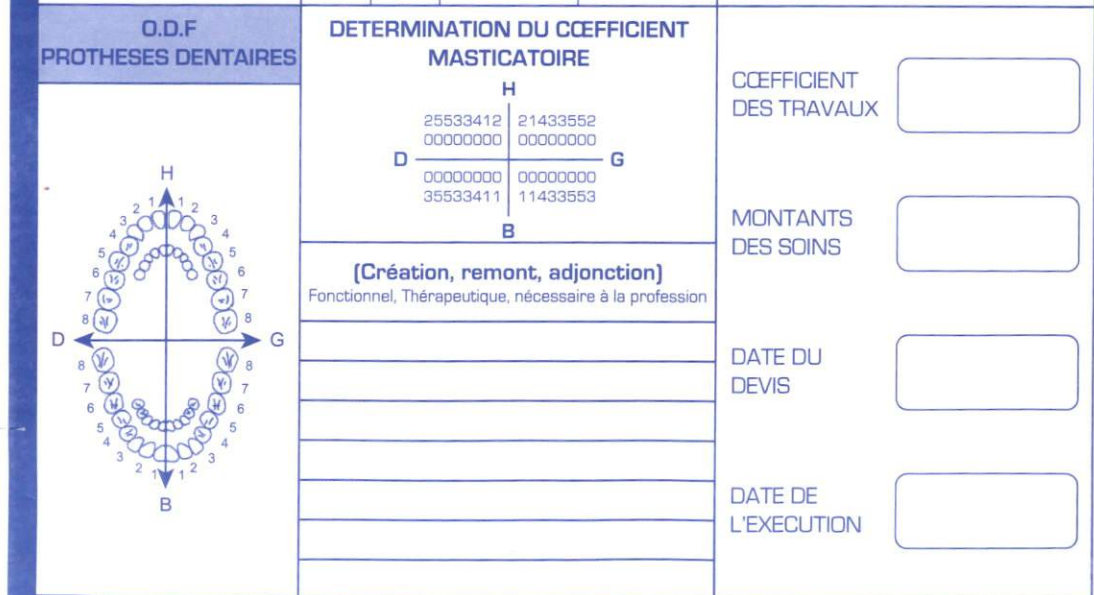 O.D.F
PROTHESES DENTAIRES
H
1 1
2 2
3 3
4 4
5 5
6 6
7 7
8 8
D G
8 8
7 7
6 6
5 5
4 4
3 3
2 2
1 1
B
DETERMINATION DU CŒFFICIENT
MASTICATOIRE
H
25533412 21433552
00000000 00000000
D G
00000000 00000000
35533411 11433553
B
(Création, remont, adjonction)
Fonctionnel, Thérapeutique, nécessaire à la profession
CŒFFICIENT
DES TRAVAUX
MONTANTS
DES SOINS
DATE DU
DEVIS
DATE DE
L'EXECUTION